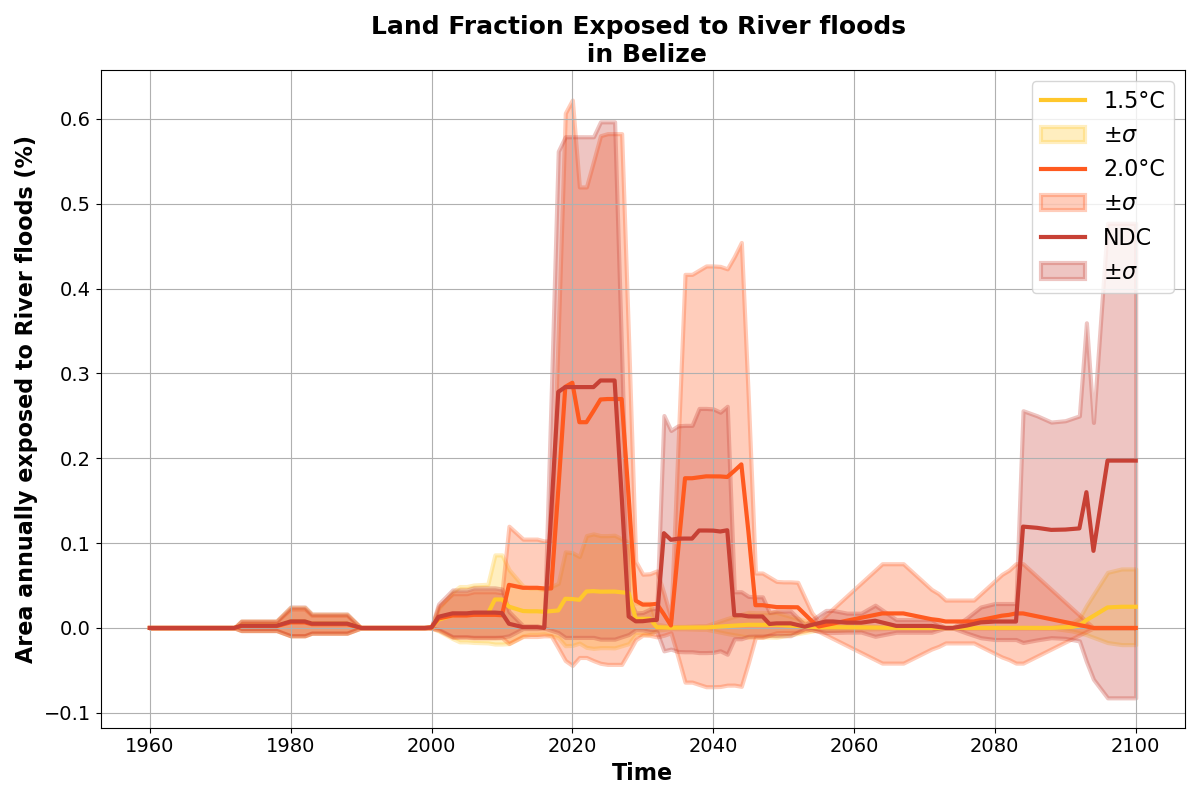 Land Fraction Exposed to River floods
in Belize
Area annually exposed to River floods (%)
0.6
0.5
0.4
0.3
0.2
0.1
0.0
−0.1
1.5°C
±σ
2.0°C
±σ
NDC
±σ
1960
1980
2000
2020
2040
2060
2080
2100
Time